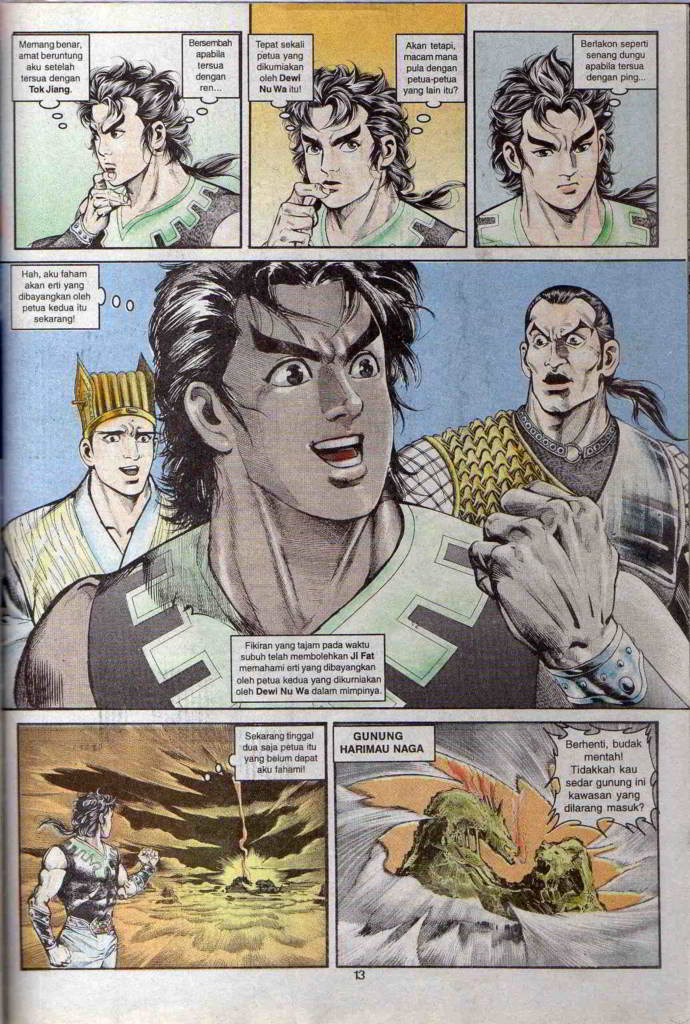 Memang benar,
amat beruntung
aku setelah
tersua dengan
Tok Jiang.
Bersembah
apabila
tersua
dengan
ren...
Tepat sekali
petua yang
dikurniakan
oleh Dewi
Nu Wa itu!
Akan tetapi,
macam mana
pula dengan
petua-petua
yang lain itu?
Berlakon seperti
senang dungu
apabila tersua
dengan ping...
Hah, aku faham
akan erti yang
dibayangkan oleh
petua kedua itu
sekarang!
Fikiran yang tajam pada waktu
subuh telah membolehkan Ji Fat
memahami erti yang dibayangkan
oleh petua kedua yang dikurniakan
oleh Dewi Nu Wa dalam mimpinya.
Sekarang tinggal
dua saja petua itu
yang belum dapat
aku fahami!
GUNUNG
HARIMAU NAGA
Berhenti, budak
mentah!
Tidakkah kau
sedar gunung ini
kawasan yang
dilarang masuk?
13